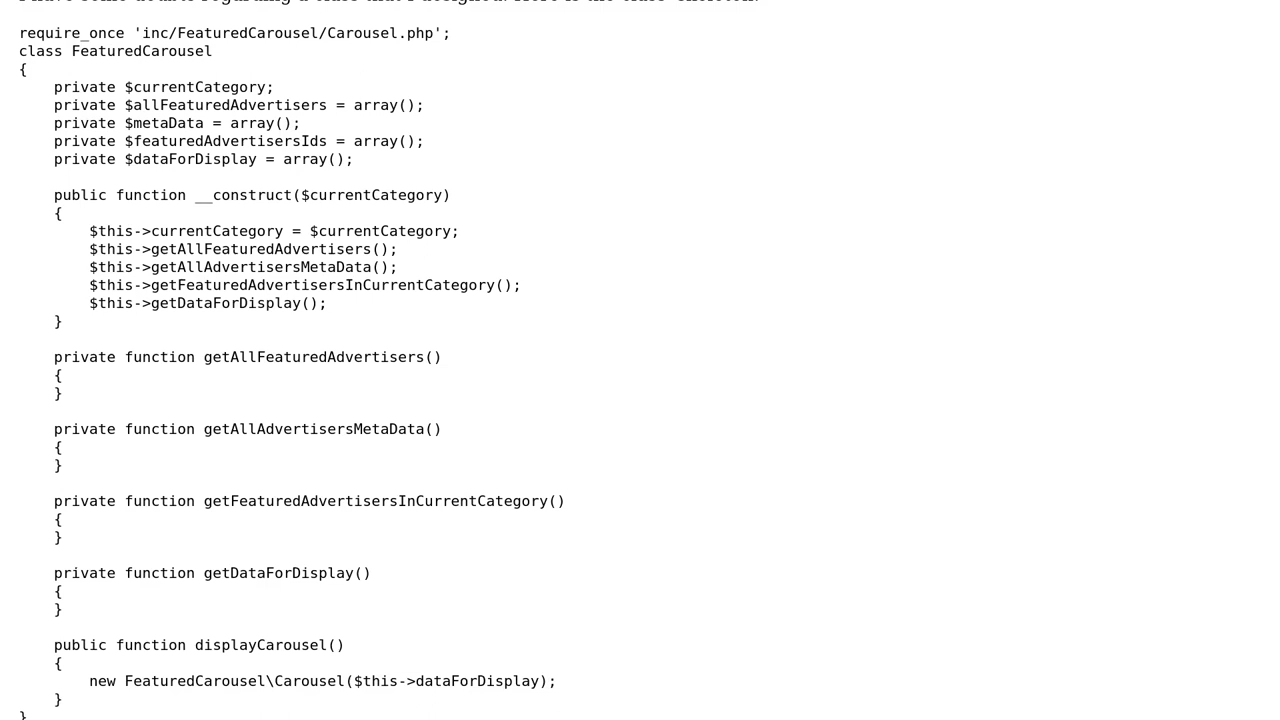 require_once 'inc/FeaturedCarousel/Carousel.php';
class FeaturedCarousel
{
    private $currentCategory;
    private $allFeaturedAdvertisers = array();
    private $metaData = array();
    private $featuredAdvertisersIds = array();
    private $dataForDisplay = array();

    public function __construct($currentCategory)
    {
        $this->currentCategory = $currentCategory;
        $this->getAllFeaturedAdvertisers();
        $this->getAllAdvertisersMetaData();
        $this->getFeaturedAdvertisersInCurrentCategory();
        $this->getDataForDisplay();
    }

    private function getAllFeaturedAdvertisers()
    {
    }

    private function getAllAdvertisersMetaData()
    {
    }

    private function getFeaturedAdvertisersInCurrentCategory()
    {
    }

    private function getDataForDisplay()
    {
    }

    public function displayCarousel()
    {
        new FeaturedCarousel\Carousel($this->dataForDisplay);
    }
}